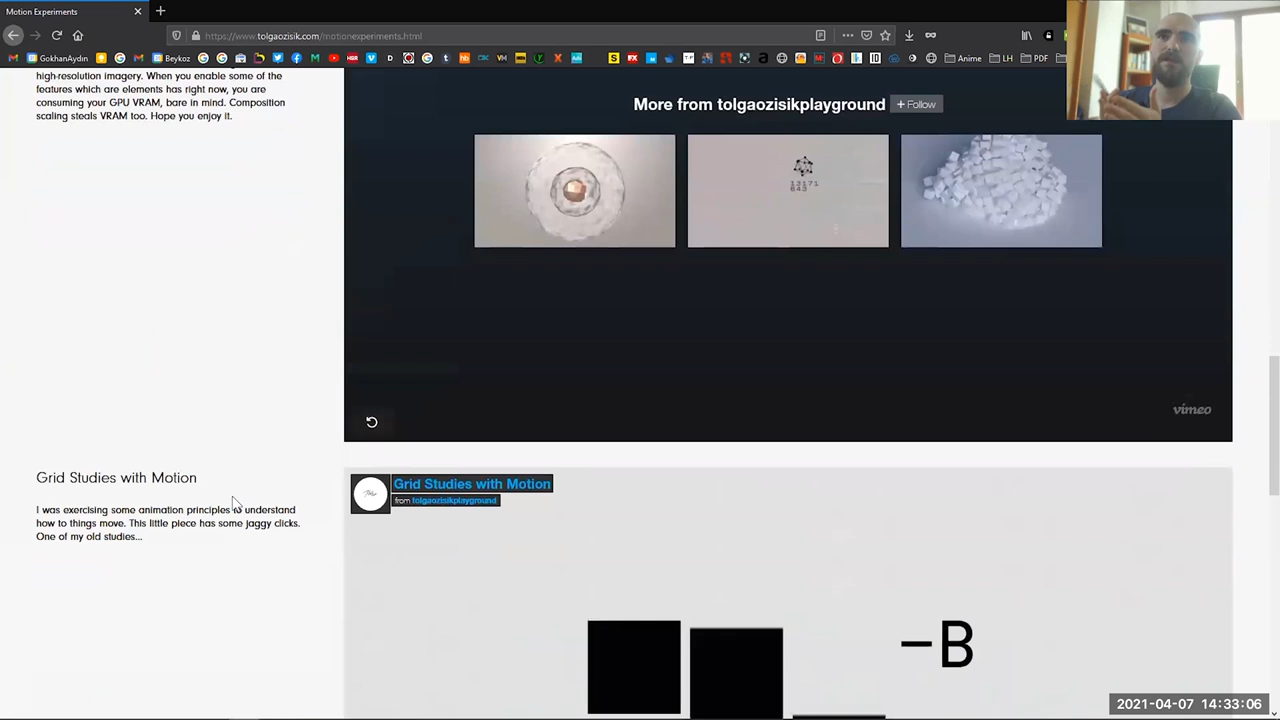 Motion Experiments
https://www.tolgaozisik.com/motionexperiments.html
GokhanAydin
Beykoz
Anime
LH
PDF
high-resolution imagery. When you enable some of the
features which are elements has right now, you are
consuming your GPU VRAM, bare in mind. Composition
scaling steals VRAM too. Hope you enjoy it.
More from tolgaozisikplayground
+ Follow
vimeo
Grid Studies with Motion
I was exercising some animation principles to understand
how to things move. This little piece has some jaggy clicks.
One of my old studies...
Grid Studies with Motion
from tolgaozisikplayground
–B
2021-04-07 14:33:06